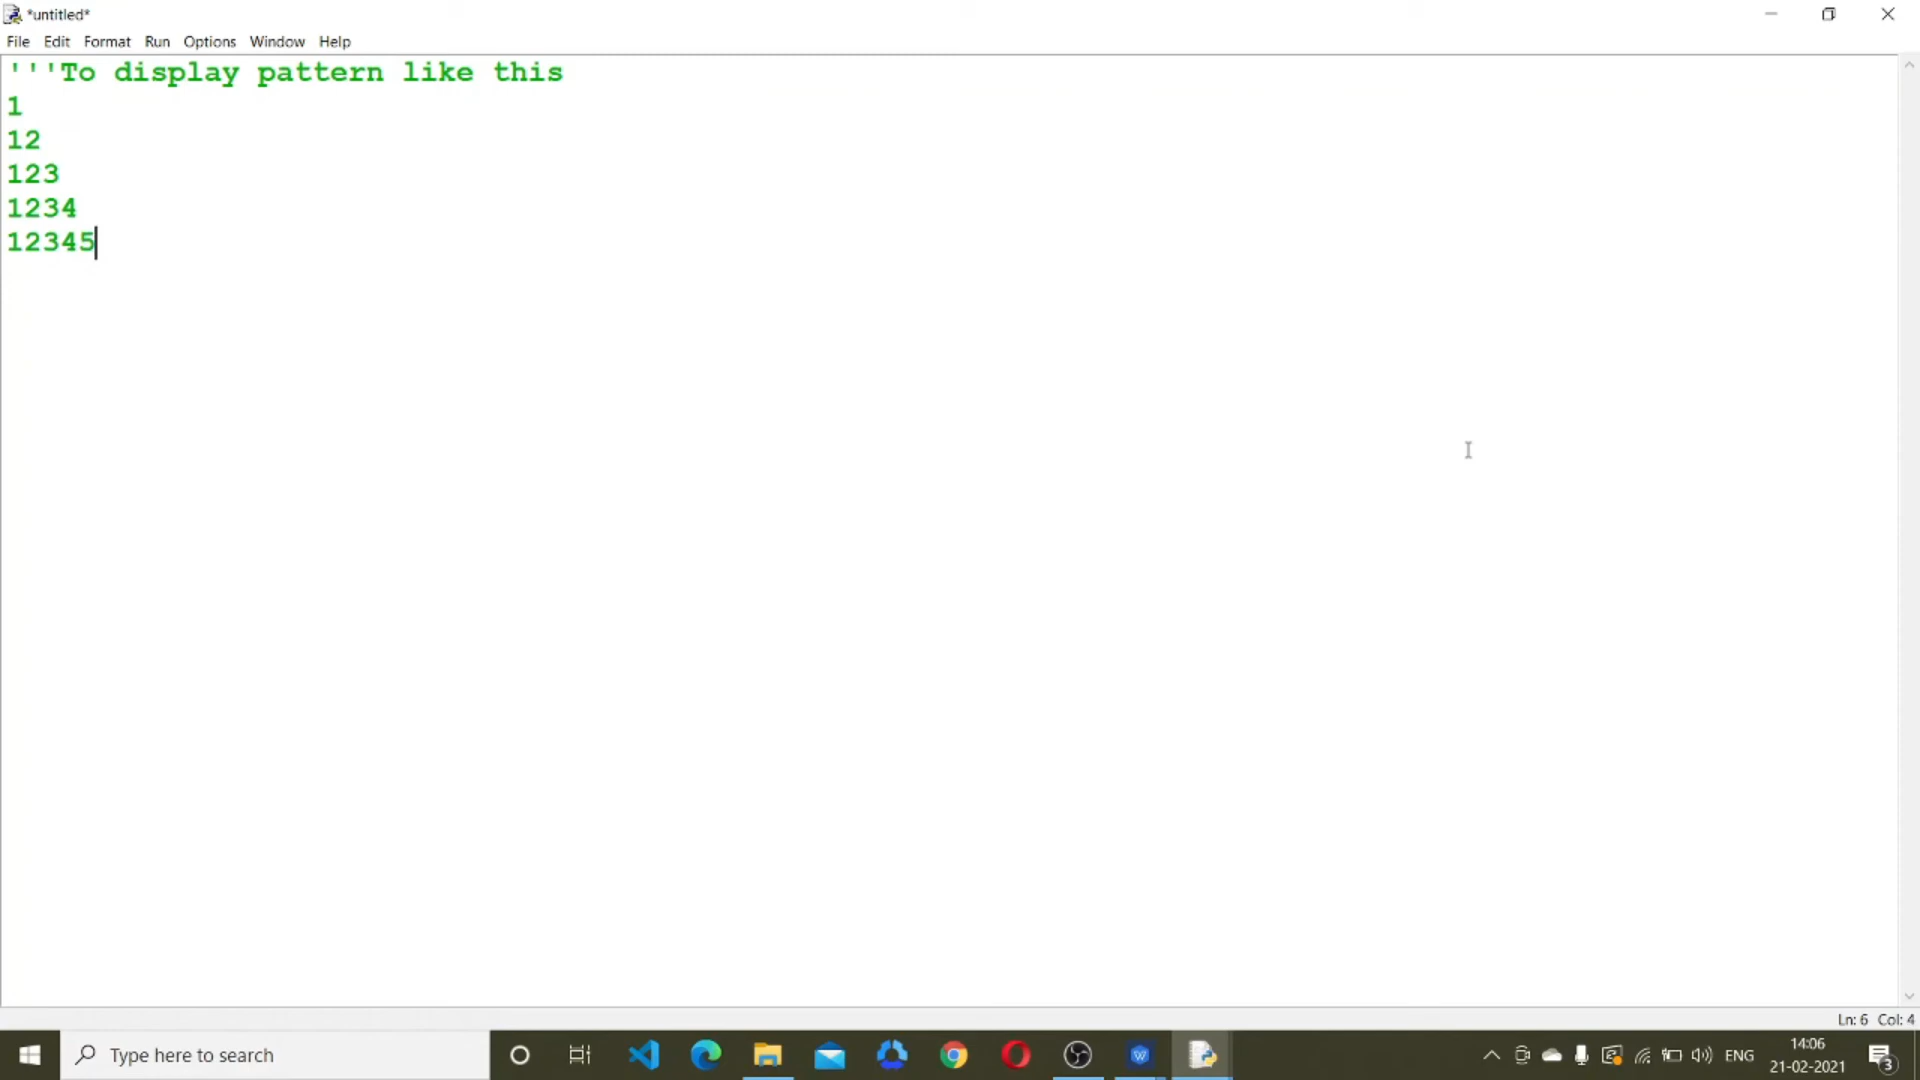 *untitled*
File Edit Format Run Options Window Help
'''To display pattern like this
1
12
123
1234
12345
Ln: 6 Col: 4
Type here to search
ENG
14:06
21-02-2021
3